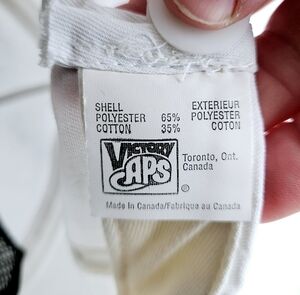 SHELL EXTERIEUR
POLYESTER 65% POLYESTER
COTTON 35% COTON
VICTORY
CAPS
Toronto, Ont.
Canada
®
Made In Canada/Fabrique au Canada